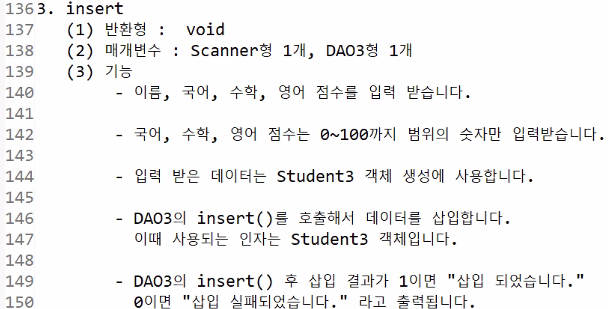 136 3. insert
137 (1) 반환형 :  void
138 (2) 매개변수 : Scanner형 1개, DAO3형 1개
139 (3) 기능
140 - 이름, 국어, 수학, 영어 점수를 입력 받습니다.
141
142 - 국어, 수학, 영어 점수는 0~100까지 범위의 숫자만 입력받습니다.
143
144 - 입력 받은 데이터는 Student3 객체 생성에 사용합니다.
145
146 - DAO3의 insert()를 호출해서 데이터를 삽입합니다.
147 이때 사용되는 인자는 Student3 객체입니다.
148
149 - DAO3의 insert() 후 삽입 결과가 1이면 "삽입 되었습니다."
150 0이면 "삽입 실패되었습니다." 라고 출력됩니다.